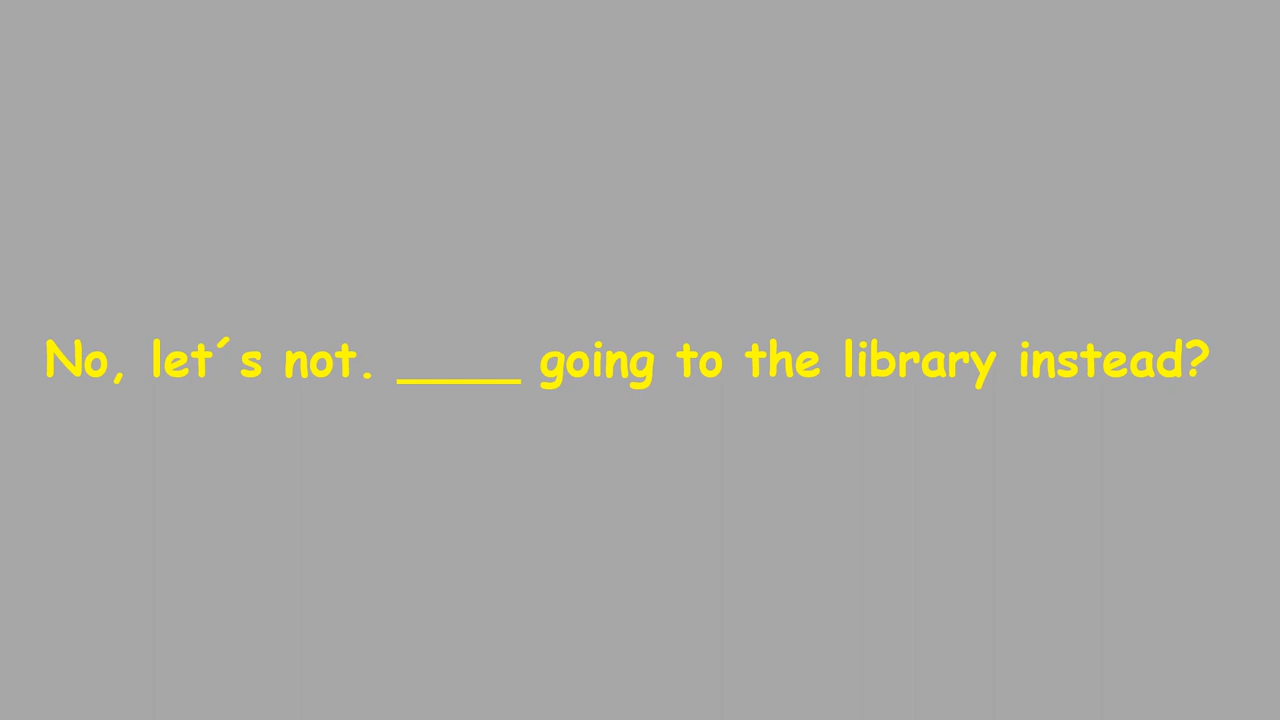 No, let´s not. ____ going to the library instead?